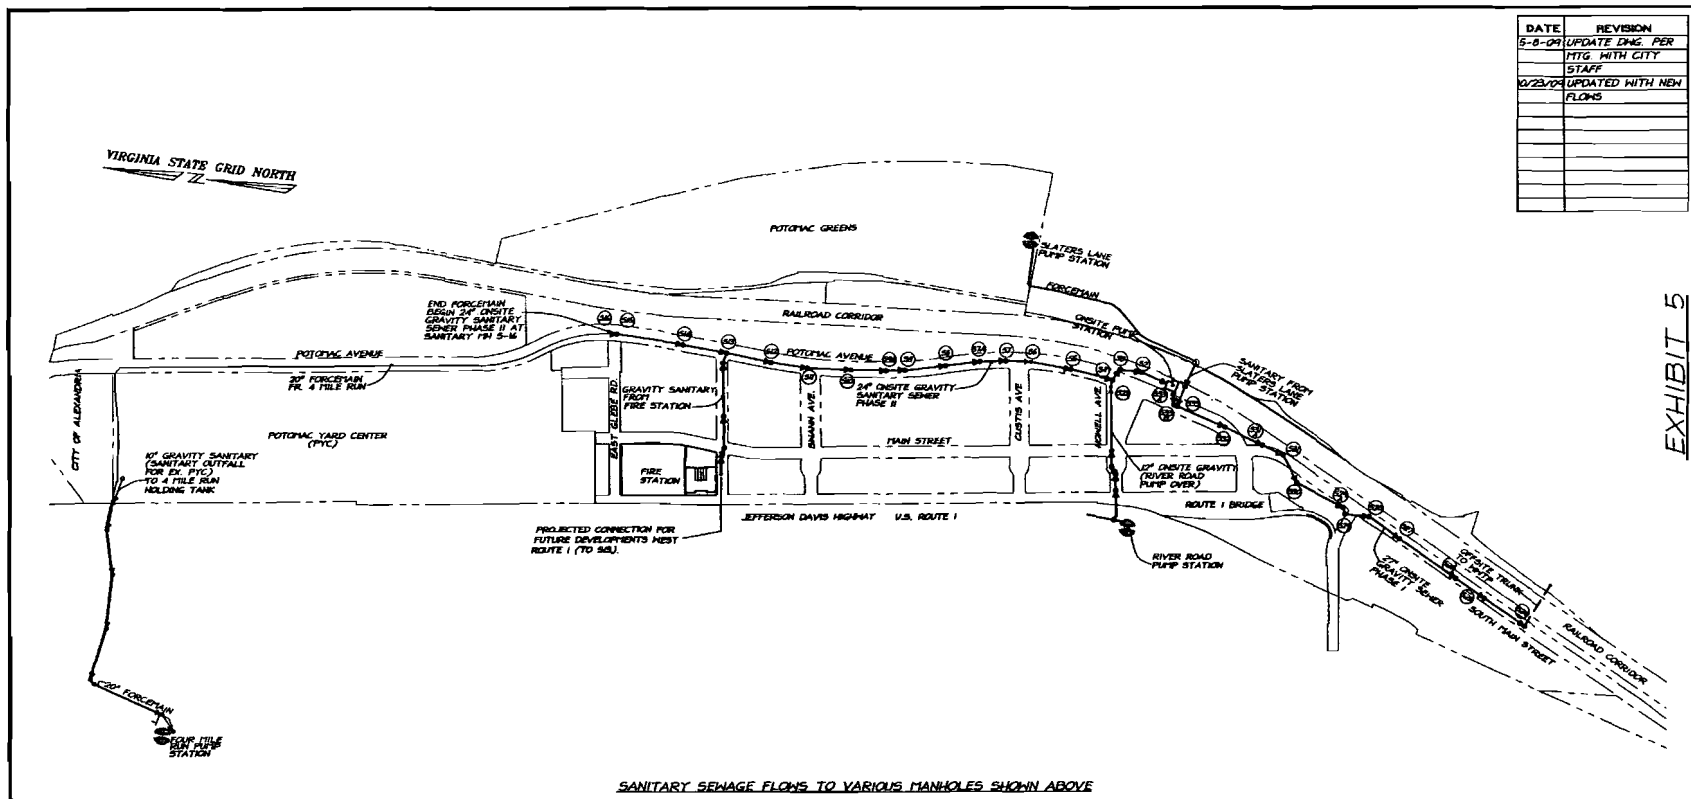 DATE REVISION
5-8-09 UPDATE DWG. PER
MTG. WITH CITY
STAFF
10/23/09 UPDATED WITH NEW
FLOWS
EXHIBIT 5
VIRGINIA STATE GRID NORTH
POTOMAC GREENS
SLATERS LANE
PUMP STATION
FORCEMAIN
ONSITE PUMP
STATION
SANITARY FROM
SLATERS LANE
PUMP STATION
END FORCEMAIN
BEGIN 24" ONSITE
GRAVITY SANITARY
SEWER PHASE II AT
SANITARY MH S-16
RAILROAD CORRIDOR
POTOMAC AVENUE
20" FORCEMAIN
FR. 4 MILE RUN
POTOMAC AVENUE
24" ONSITE GRAVITY
SANITARY SEWER
PHASE II
GRAVITY SANITARY
FROM
FIRE STATION
CITY OF ALEXANDRIA
POTOMAC YARD CENTER
(PYC)
10" GRAVITY SANITARY
(SANITARY OUTFALL
FOR EX. PYC)
TO 4 MILE RUN
HOLDING TANK
EAST GLEBE RD.
SWANN AVE.
CUSTIS AVE
HOWELL AVE.
MAIN STREET
FIRE
STATION
12" ONSITE GRAVITY
(RIVER ROAD
PUMP OVER)
ROUTE 1 BRIDGE
JEFFERSON DAVIS HIGHWAY U.S. ROUTE 1
PROJECTED CONNECTION FOR
FUTURE DEVELOPMENTS WEST
ROUTE 1 (TO S13).
RIVER ROAD
PUMP STATION
27" ONSITE
GRAVITY SEWER
PHASE I
OFFSITE TRUNK
TO WWTP
SOUTH MAIN STREET
RAILROAD CORRIDOR
20" FORCEMAIN
FOUR MILE
RUN PUMP
STATION
SANITARY SEWAGE FLOWS TO VARIOUS MANHOLES SHOWN ABOVE